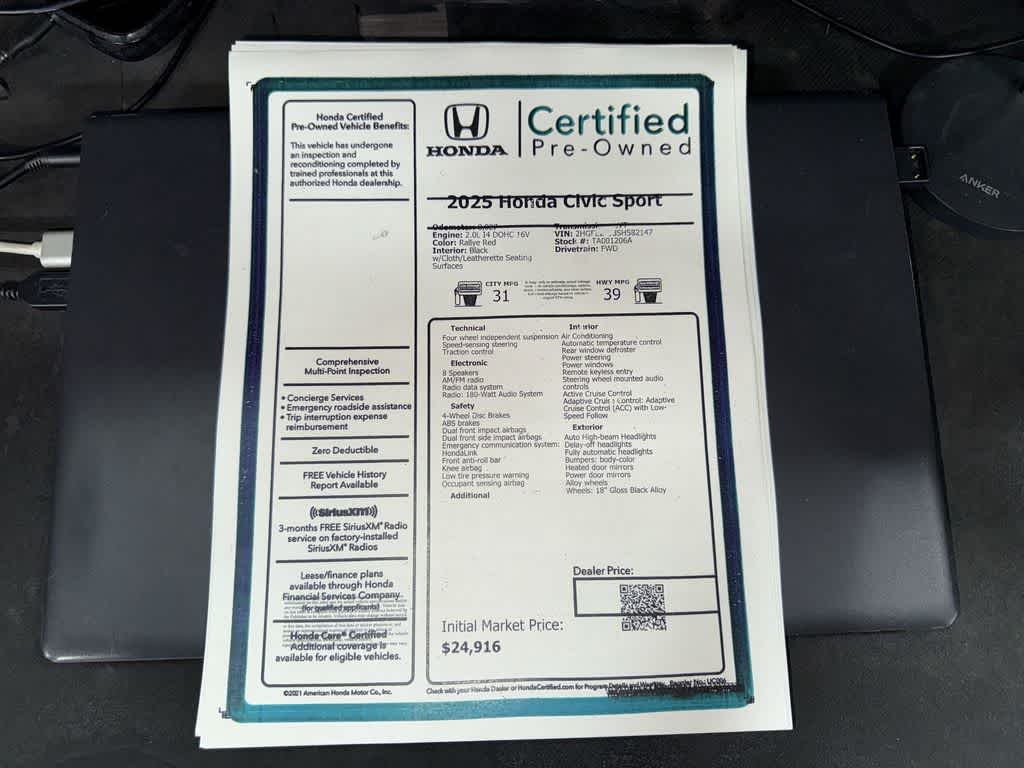 Honda Certified
Pre-Owned Vehicle Benefits:
This vehicle has undergone
an inspection and
reconditioning completed by
trained professionals at this
authorized Honda dealership.
Comprehensive
Multi-Point Inspection
• Concierge Services
• Emergency roadside assistance
• Trip interruption expense
reimbursement
Zero Deductible
FREE Vehicle History
Report Available
((SiriusXM))
3-months FREE SiriusXM® Radio
service on factory-installed
SiriusXM® Radios
Lease/finance plans
available through Honda
Financial Services Company
(for qualified applicants)
Honda Care® Certified
Additional coverage is
available for eligible vehicles.
©2021 American Honda Motor Co., Inc.
HONDA
Certified
Pre-Owned
2025 Honda Civic Sport
Odometer:
Engine: 2.0L I4 DOHC 16V
Color: Rallye Red
Interior: Black
w/Cloth/Leatherette Seating
Surfaces
Transmission:
VIN:
Stock #: TA001206A
Drivetrain: FWD
CITY MPG
31
HWY MPG
39
Technical
Four wheel independent suspension
Speed-sensing steering
Traction control
Electronic
8 Speakers
AM/FM radio
Radio data system
Radio: 180-Watt Audio System
Safety
4-Wheel Disc Brakes
ABS brakes
Dual front impact airbags
Dual front side impact airbags
Emergency communication system:
HondaLink
Front anti-roll bar
Knee airbag
Low tire pressure warning
Occupant sensing airbag
Additional
Interior
Air Conditioning
Automatic temperature control
Rear window defroster
Power steering
Power windows
Remote keyless entry
Steering wheel mounted audio
controls
Active Cruise Control
Adaptive Cruise Control: Adaptive
Cruise Control (ACC) with Low-
Speed Follow
Exterior
Auto High-beam Headlights
Delay-off headlights
Fully automatic headlights
Bumpers: body-color
Heated door mirrors
Power door mirrors
Alloy wheels
Wheels: 18" Gloss Black Alloy
Dealer Price:
Initial Market Price:
$24,916
Check with your Honda Dealer or HondaCertified.com for Program Details and Warranty. Reorder No.: UC006
ANKER